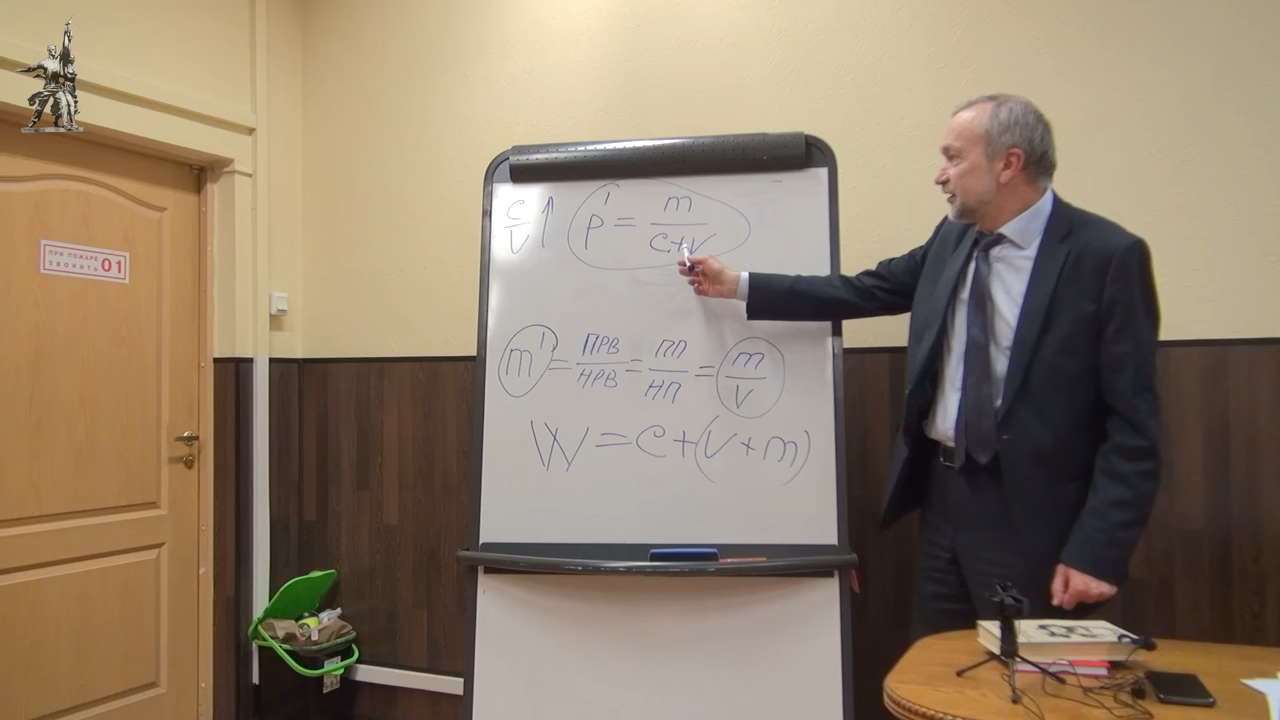 ПРИ ПОЖАРЕ
ЗВОНИТЬ 01
c/v ↑ p' = m/(c+v)
m' = ПРВ/НРВ = ПП/НП = m/v
W = c + (v + m)